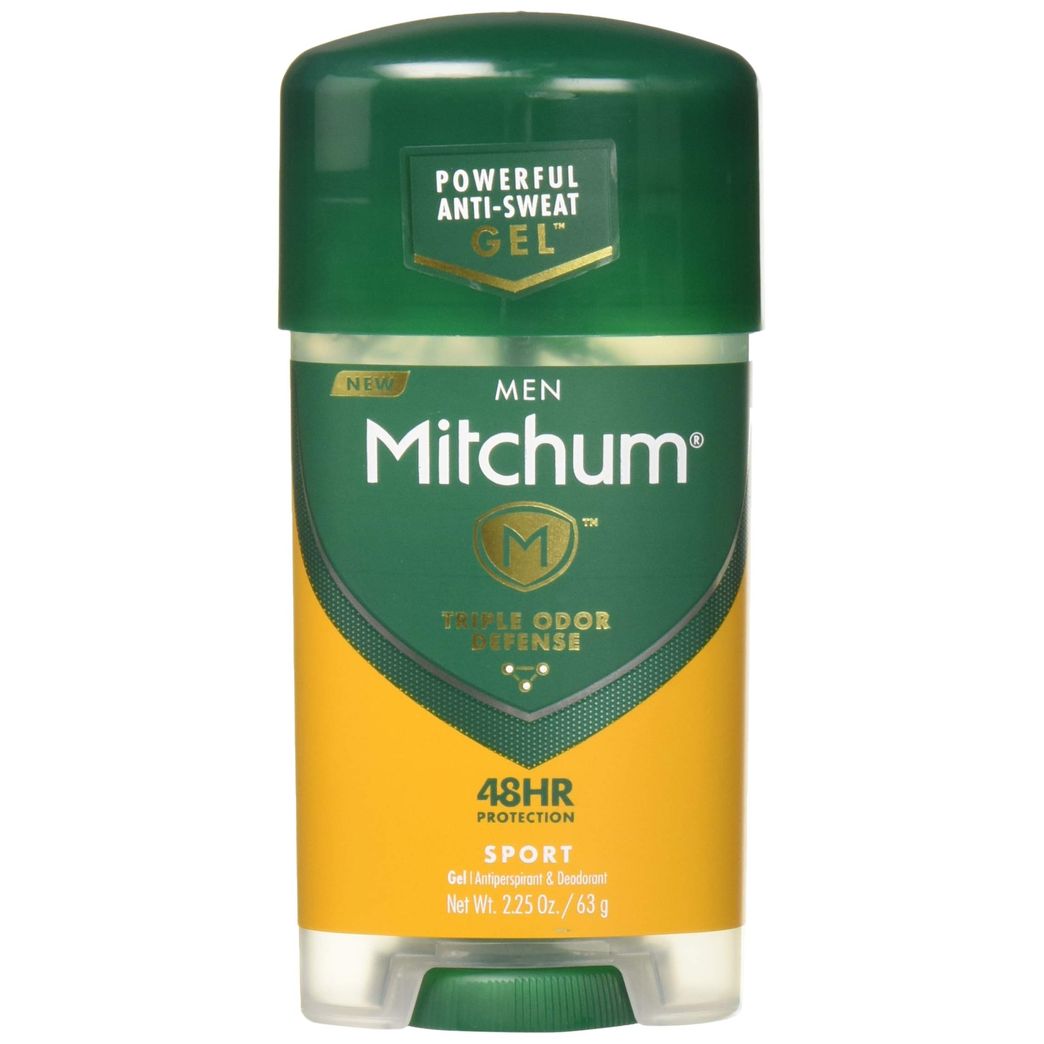 POWERFUL
ANTI-SWEAT
GEL™
NEW
MEN
Mitchum®
M™
TRIPLE ODOR
DEFENSE
48HR
PROTECTION
SPORT
Gel | Antiperspirant & Deodorant
Net Wt. 2.25 Oz. / 63 g